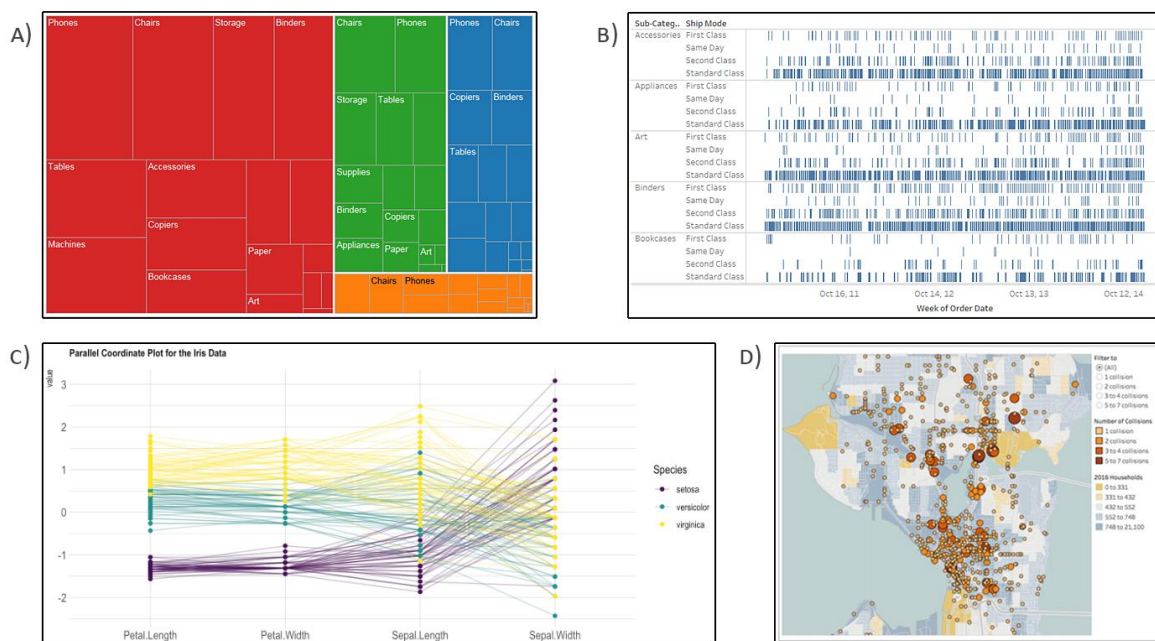 A)
Phones Chairs Storage Binders
Tables Accessories
Copiers
Machines
Bookcases
Paper
Art
Chairs Phones
Storage Tables
Supplies
Binders
Copiers
Appliances Paper Art
Phones Chairs
Copiers Binders
Tables
Chairs Phones
B)
Sub-Categ.. Ship Mode
Accessories First Class
Same Day
Second Class
Standard Class
Appliances First Class
Same Day
Second Class
Standard Class
Art First Class
Same Day
Second Class
Standard Class
Binders First Class
Same Day
Second Class
Standard Class
Bookcases First Class
Same Day
Second Class
Standard Class
Oct 16, 11 Oct 14, 12 Oct 13, 13 Oct 12, 14
Week of Order Date
C)
Parallel Coordinate Plot for the Iris Data
value
3
2
1
0
-1
-2
Petal.Length Petal.Width Sepal.Length Sepal.Width
Species
setosa
versicolor
virginica
D)
Filter to
(All)
1 collision
2 collisions
3 to 4 collisions
5 to 7 collisions
Number of Collisions
1 collision
2 collisions
3 to 4 collisions
5 to 7 collisions
2016 Households
0 to 331
331 to 432
432 to 552
552 to 748
748 to 21,100